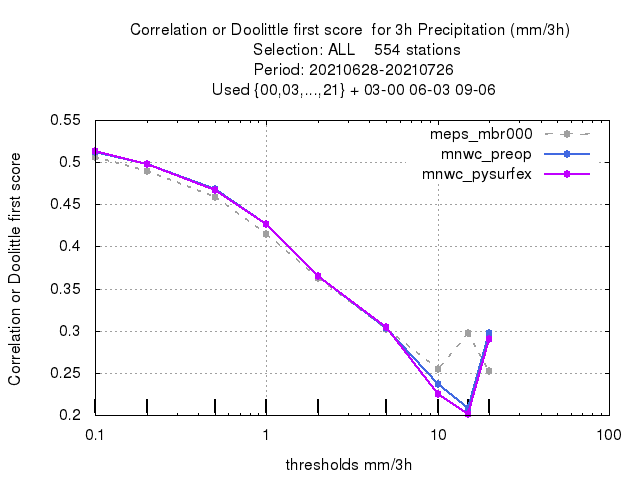 Correlation or Doolittle first score  for 3h Precipitation (mm/3h)
Selection: ALL    554 stations
Period: 20210628-20210726
Used {00,03,...,21} + 03-00 06-03 09-06
meps_mbr000
mnwc_preop
mnwc_pysurfex
Correlation or Doolittle first score
0.55
0.5
0.45
0.4
0.35
0.3
0.25
0.2
0.1
1
10
100
thresholds mm/3h